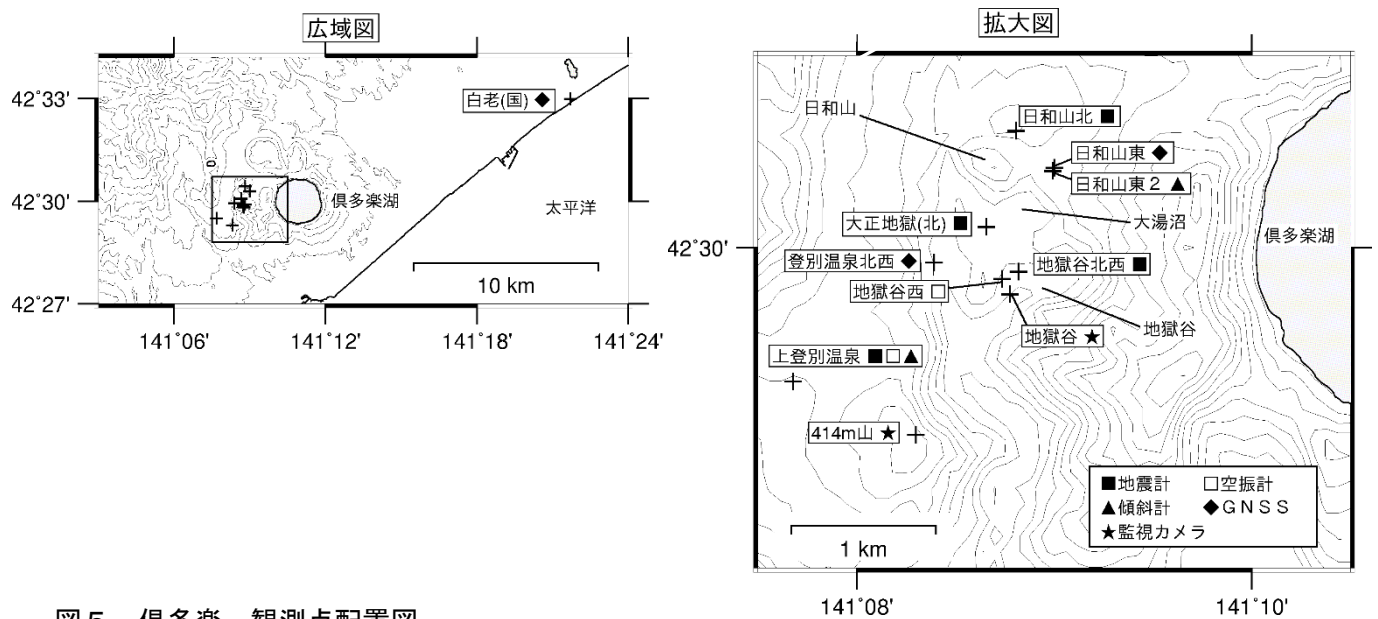 広域図
141°06'
141°12'
141°18'
141°24'
42°33'
42°30'
42°27'
白老(国) ◆
倶多楽湖
太平洋
10 km
0
拡大図
日和山
日和山北 ■
日和山東 ◆
日和山東2 ▲
大湯沼
大正地獄(北) ■
倶多楽湖
42°30'
登別温泉北西 ◆
地獄谷北西 ■
地獄谷西 □
地獄谷
地獄谷 ★
上登別温泉 ■□▲
414m山 ★
■地震計 □空振計
▲傾斜計 ◆GNSS
★監視カメラ
1 km
141°08'
141°10'
図5 倶多楽 観測点配置図